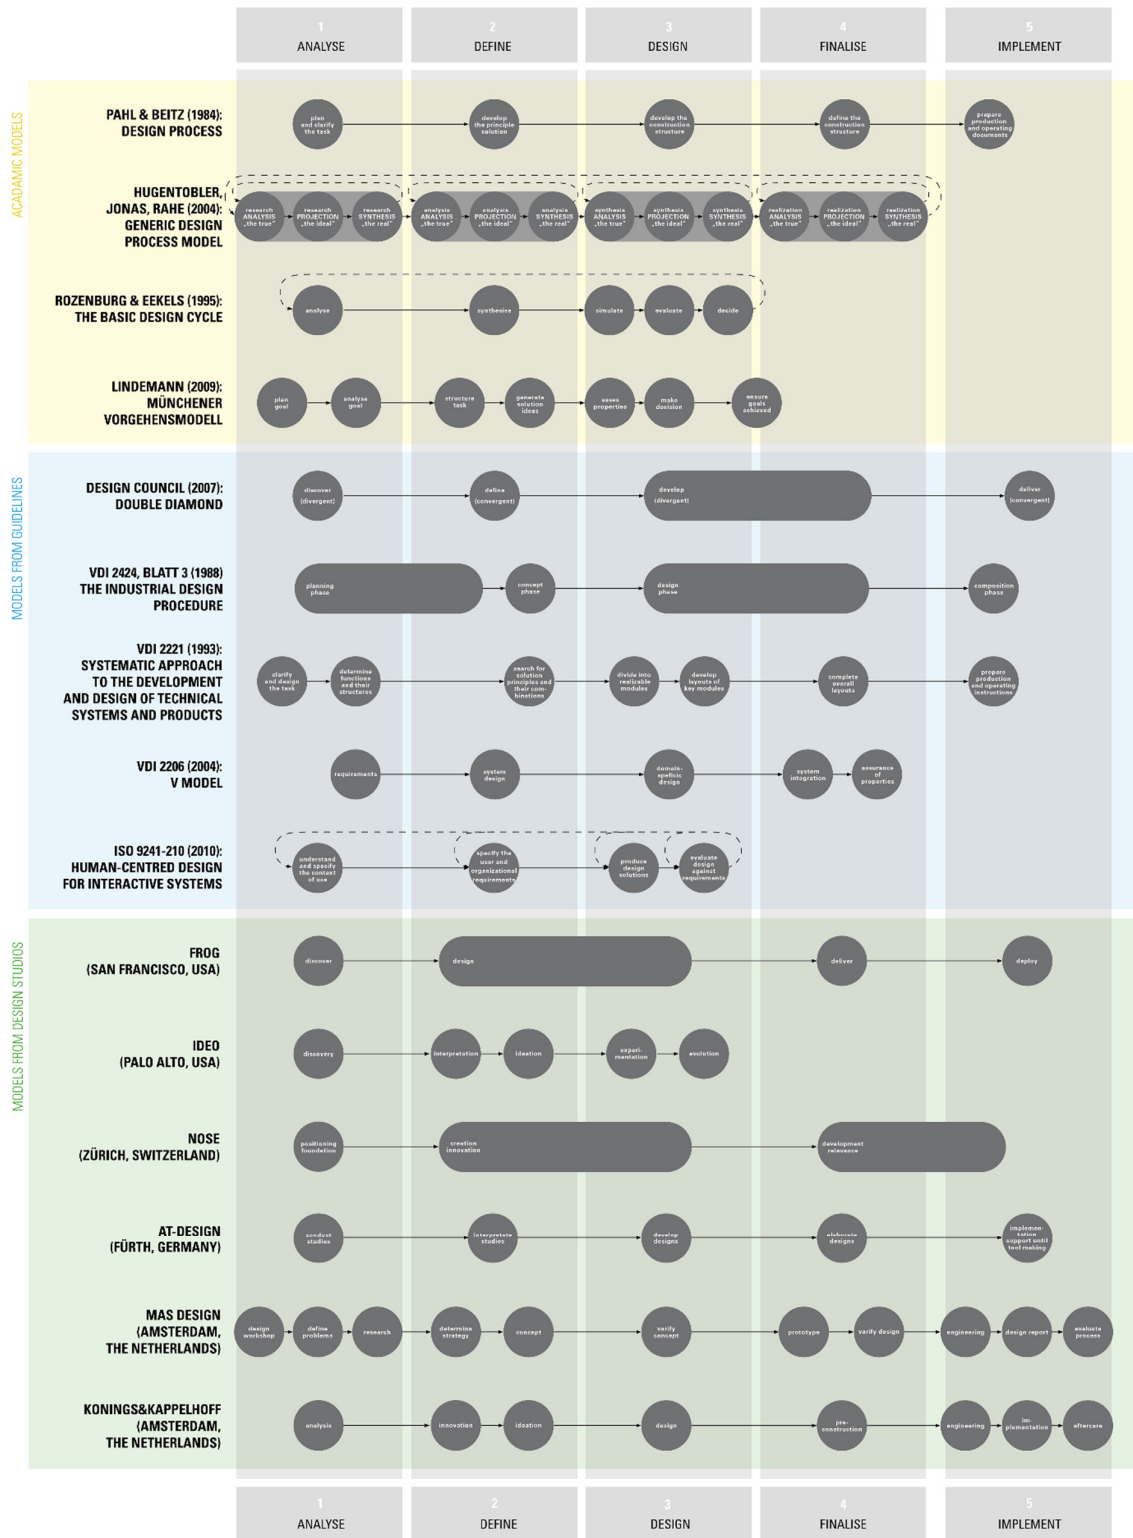 1
ANALYSE
2
DEFINE
3
DESIGN
4
FINALISE
5
IMPLEMENT
ACADAMIC MODELS
PAHL & BEITZ (1984):
DESIGN PROCESS
plan
and clarify
the task
develop
the principle
solution
develop the
construction
structure
define the
construction
structure
prepare
production
and operating
documents
HUGENTOBLER,
JONAS, RAHE (2004):
GENERIC DESIGN
PROCESS MODEL
research
ANALYSIS
„the true"
research
PROJECTION
„the ideal"
research
SYNTHESIS
„the real"
analysis
ANALYSIS
„the true"
analysis
PROJECTION
„the ideal"
analysis
SYNTHESIS
„the real"
synthesis
ANALYSIS
„the true"
synthesis
PROJECTION
„the ideal"
synthesis
SYNTHESIS
„the real"
realization
ANALYSIS
„the true"
realization
PROJECTION
„the ideal"
realization
SYNTHESIS
„the real"
ROZENBURG & EEKELS (1995):
THE BASIC DESIGN CYCLE
analyse
synthesise
simulate
evaluate
decide
LINDEMANN (2009):
MÜNCHENER
VORGEHENSMODELL
plan
goal
analyse
goal
structure
task
generate
solution
ideas
asses
properties
make
decision
ensure
goals
achieved
MODELS FROM GUIDELINES
DESIGN COUNCIL (2007):
DOUBLE DIAMOND
discover
(divergent)
define
(convergent)
develop
(divergent)
deliver
(convergent)
VDI 2424, BLATT 3 (1988)
THE INDUSTRIAL DESIGN
PROCEDURE
planning
phase
concept
phase
design
phase
composition
phase
VDI 2221 (1993):
SYSTEMATIC APPROACH
TO THE DEVELOPMENT
AND DESIGN OF TECHNICAL
SYSTEMS AND PRODUCTS
clarify
and design
the task
determine
functions
and their
structures
search for
solution
principles and
their com-
binations
divide into
realizable
modules
develop
layouts of
key modules
complete
overall
layouts
prepare
production
and operating
instructions
VDI 2206 (2004):
V MODEL
requirements
system
design
domain-
speficic
design
system
integration
assurance
of
properties
ISO 9241-210 (2010):
HUMAN-CENTRED DESIGN
FOR INTERACTIVE SYSTEMS
understand
and specify
the context
of use
specify the
user and
organizational
requirements
produce
design
solutions
evaluate
design
against
requirements
MODELS FROM DESIGN STUDIOS
FROG
(SAN FRANCISCO, USA)
discover
design
deliver
deploy
IDEO
(PALO ALTO, USA)
discovery
interpretation
ideation
experi-
mentation
evolution
NOSE
(ZÜRICH, SWITZERLAND)
positioning
foundation
creation
innovation
development
relevance
AT-DESIGN
(FÜRTH, GERMANY)
conduct
studies
interpretate
studies
develop
designs
elaborate
designs
implemen-
tation
support until
tool making
MAS DESIGN
(AMSTERDAM,
THE NETHERLANDS)
design
workshop
define
problems
research
determine
strategy
concept
varify
concept
prototype
varify design
engineering
design report
evaluate
process
KONINGS&KAPPELHOFF
(AMSTERDAM,
THE NETHERLANDS)
analysis
innovation
ideation
design
pre-
construction
engineering
im-
plementation
aftercare
1
ANALYSE
2
DEFINE
3
DESIGN
4
FINALISE
5
IMPLEMENT